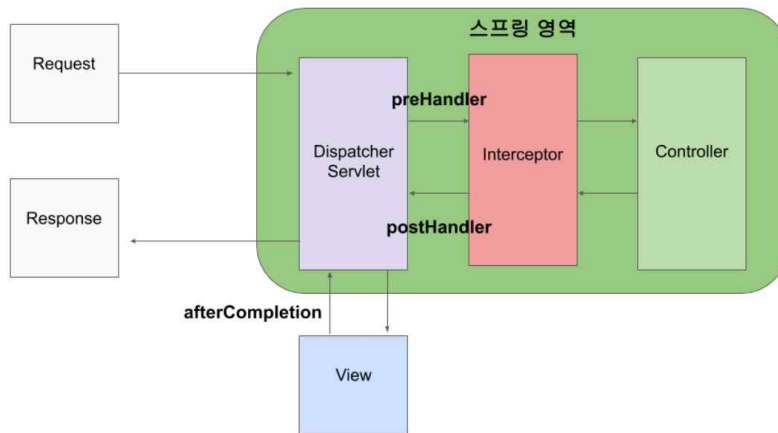 스프링 영역
Request
preHandler
Dispatcher
Servlet
Interceptor
Controller
Response
postHandler
afterCompletion
View